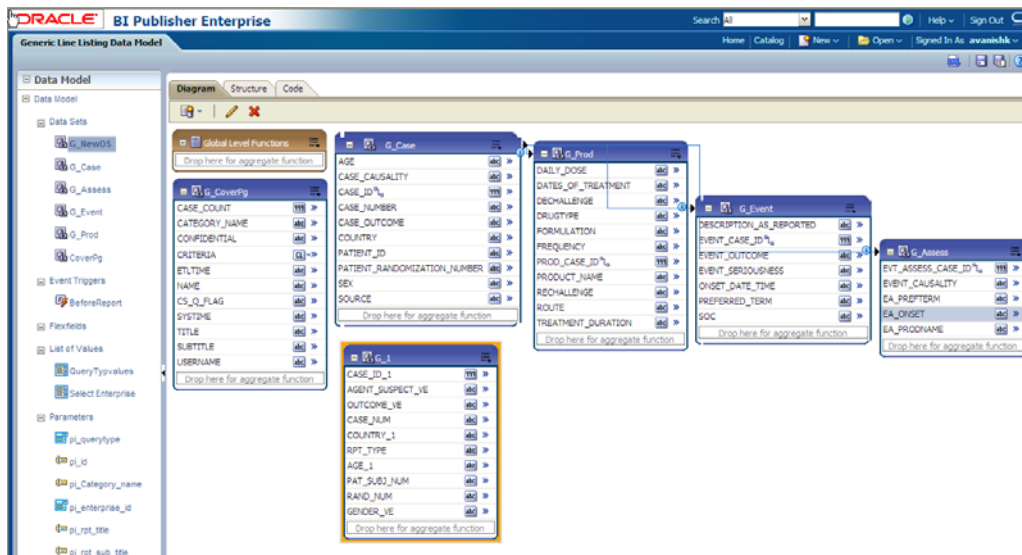 ORACLE® BI Publisher Enterprise
Search All
Help Sign Out
Generic Line Listing Data Model
Home Catalog New Open Signed In As avanishk
Data Model
Data Model
Data Sets
G_NewDS
G_Case
G_Assess
G_Event
G_Prod
CoverPg
Event Triggers
BeforeReport
Flexfields
List of Values
QueryTypvalues
Select Enterprise
Parameters
pi_querytype
pi_id
pi_Category_name
pi_enterprise_id
pi_rpt_title
pi_rpt_sub_title
Diagram Structure Code
Global Level Functions
Drop here for aggregate function
G_CoverPg
CASE_COUNT
CATEGORY_NAME
CONFIDENTIAL
CRITERIA
ETLTIME
NAME
CS_Q_FLAG
SYSTIME
TITLE
SUBTITLE
USERNAME
Drop here for aggregate function
G_Case
AGE
CASE_CAUSALITY
CASE_ID
CASE_NUMBER
CASE_OUTCOME
COUNTRY
PATIENT_ID
PATIENT_RANDOMIZATION_NUMBER
SEX
SOURCE
Drop here for aggregate function
G_1
CASE_ID_1
AGENT_SUSPECT_VE
OUTCOME_VE
CASE_NUM
COUNTRY_1
RPT_TYPE
AGE_1
PAT_SUBJ_NUM
RAND_NUM
GENDER_VE
Drop here for aggregate function
G_Prod
DAILY_DOSE
DATES_OF_TREATMENT
DECHALLENGE
DRUGTYPE
FORMULATION
FREQUENCY
PROD_CASE_ID
PRODUCT_NAME
RECHALLENGE
ROUTE
TREATMENT_DURATION
Drop here for aggregate function
G_Event
DESCRIPTION_AS_REPORTED
EVENT_CASE_ID
EVENT_OUTCOME
EVENT_SERIOUSNESS
ONSET_DATE_TIME
PREFERRED_TERM
SOC
Drop here for aggregate function
G_Assess
EVT_ASSESS_CASE_ID
EVENT_CAUSALITY
EA_PREFTERM
EA_ONSET
EA_PRODNAME
Drop here for aggregate function